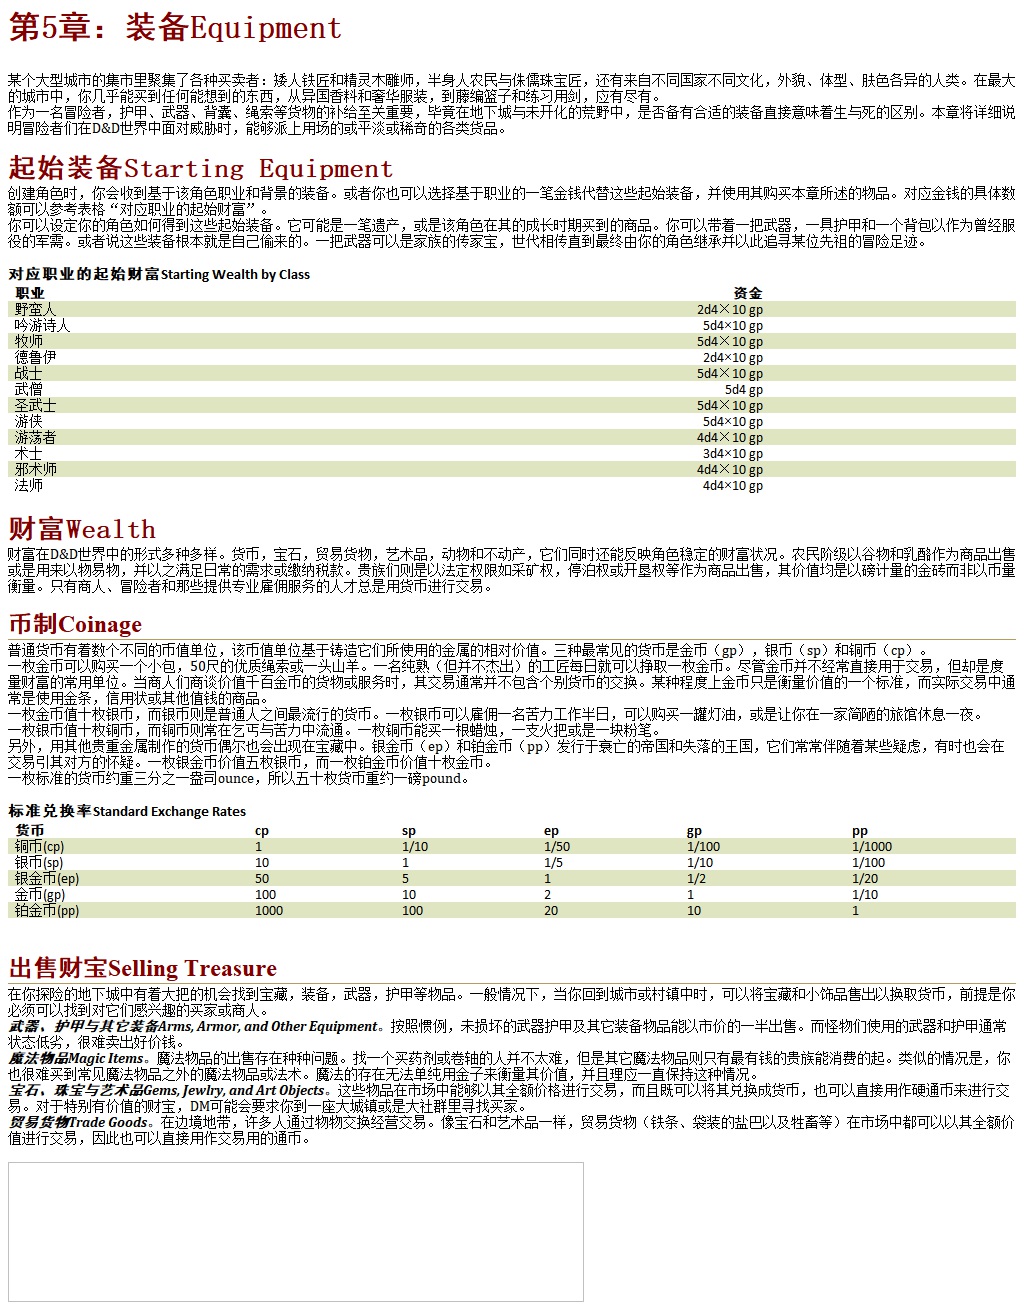 第5章：装备Equipment
某个大型城市的集市里聚集了各种买卖者：矮人铁匠和精灵木雕师，半身人农民与侏儒珠宝匠，还有来自不同国家不同文化，外貌、体型、肤色各异的人类。在最大
的城市中，你几乎能买到任何能想到的东西，从异国香料和奢华服装，到藤编篮子和练习用剑，应有尽有。
作为一名冒险者，护甲、武器、背囊、绳索等货物的补给至关重要，毕竟在地下城与未开化的荒野中，是否备有合适的装备直接意味着生与死的区别。本章将详细说
明冒险者们在D&D世界中面对威胁时，能够派上用场的或平淡或稀奇的各类货品。
起始装备Starting Equipment
创建角色时，你会收到基于该角色职业和背景的装备。或者你也可以选择基于职业的一笔金钱代替这些起始装备，并使用其购买本章所述的物品。对应金钱的具体数
额可以参考表格“对应职业的起始财富”。
你可以设定你的角色如何得到这些起始装备。它可能是一笔遗产，或是该角色在其的成长时期买到的商品。你可以带着一把武器，一具护甲和一个背包以作为曾经服
役的军需。或者说这些装备根本就是自己偷来的。一把武器可以是家族的传家宝，世代相传直到最终由你的角色继承并以此追寻某位先祖的冒险足迹。
对应职业的起始财富Starting Wealth by Class
职业 资金
野蛮人 2d4×10 gp
吟游诗人 5d4×10 gp
牧师 5d4×10 gp
德鲁伊 2d4×10 gp
战士 5d4×10 gp
武僧 5d4 gp
圣武士 5d4×10 gp
游侠 5d4×10 gp
游荡者 4d4×10 gp
术士 3d4×10 gp
邪术师 4d4×10 gp
法师 4d4×10 gp
财富Wealth
财富在D&D世界中的形式多种多样。货币，宝石，贸易货物，艺术品，动物和不动产，它们同时还能反映角色稳定的财富状况。农民阶级以谷物和乳酪作为商品出售
或是用来以物易物，并以之满足日常的需求或缴纳税款。贵族们则是以法定权限如采矿权，停泊权或开垦权等作为商品出售，其价值均是以磅计量的金砖而非以币量
衡量。只有商人、冒险者和那些提供专业雇佣服务的人才总是用货币进行交易。
币制Coinage
普通货币有着数个不同的币值单位，该币值单位基于铸造它们所使用的金属的相对价值。三种最常见的货币是金币（gp），银币（sp）和铜币（cp）。
一枚金币可以购买一个小包，50尺的优质绳索或一头山羊。一名纯熟（但并不杰出）的工匠每日就可以挣取一枚金币。尽管金币并不经常直接用于交易，但却是度
量财富的常用单位。当商人们商谈价值千百金币的货物或服务时，其交易通常并不包含个别货币的交换。某种程度上金币只是衡量价值的一个标准，而实际交易中通
常是使用金条，信用状或其他值钱的商品。
一枚金币值十枚银币，而银币则是普通人之间最流行的货币。一枚银币可以雇佣一名苦力工作半日，可以购买一罐灯油，或是让你在一家简陋的旅馆休息一夜。
一枚银币值十枚铜币，而铜币则常在乞丐与苦力中流通。一枚铜币能买一根蜡烛，一支火把或是一块粉笔。
另外，用其他贵重金属制作的货币偶尔也会出现在宝藏中。银金币（ep）和铂金币（pp）发行于衰亡的帝国和失落的王国，它们常常伴随着某些疑虑，有时也会在
交易引其对方的怀疑。一枚银金币价值五枚银币，而一枚铂金币价值十枚金币。
一枚标准的货币约重三分之一盎司ounce，所以五十枚货币重约一磅pound。
标准兑换率Standard Exchange Rates
货币 cp sp ep gp pp
铜币(cp) 1 1/10 1/50 1/100 1/1000
银币(sp) 10 1 1/5 1/10 1/100
银金币(ep) 50 5 1 1/2 1/20
金币(gp) 100 10 2 1 1/10
铂金币(pp) 1000 100 20 10 1
出售财宝Selling Treasure
在你探险的地下城中有着大把的机会找到宝藏，装备，武器，护甲等物品。一般情况下，当你回到城市或村镇中时，可以将宝藏和小饰品售出以换取货币，前提是你
必须可以找到对它们感兴趣的买家或商人。
武器、护甲与其它装备Arms, Armor, and Other Equipment。按照惯例，未损坏的武器护甲及其它装备物品能以市价的一半出售。而怪物们使用的武器和护甲通常
状态低劣，很难卖出好价钱。
魔法物品Magic Items。魔法物品的出售存在种种问题。找一个买药剂或卷轴的人并不太难，但是其它魔法物品则只有最有钱的贵族能消费的起。类似的情况是，你
也很难买到常见魔法物品之外的魔法物品或法术。魔法的存在无法单纯用金子来衡量其价值，并且理应一直保持这种情况。
宝石、珠宝与艺术品Gems, Jewlry, and Art Objects。这些物品在市场中能够以其全额价格进行交易，而且既可以将其兑换成货币，也可以直接用作硬通币来进行交
易。对于特别有价值的财宝，DM可能会要求你到一座大城镇或是大社群里寻找买家。
贸易货物Trade Goods。在边境地带，许多人通过物物交换经营交易。像宝石和艺术品一样，贸易货物（铁条、袋装的盐巴以及牲畜等）在市场中都可以以其全额价
值进行交易，因此也可以直接用作交易用的通币。